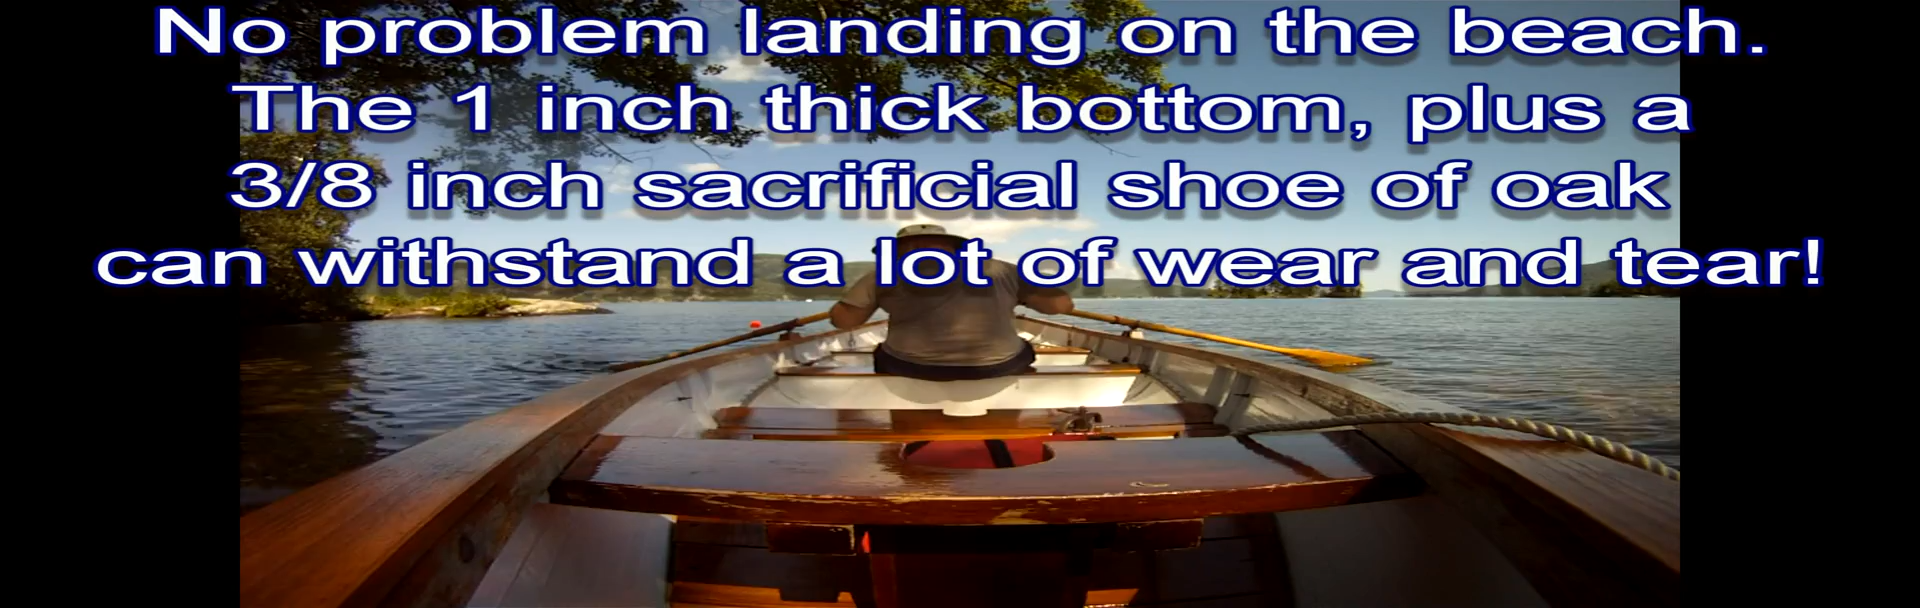 No problem landing on the beach.
The 1 inch thick bottom, plus a
3/8 inch sacrificial shoe of oak
can withstand a lot of wear and tear!